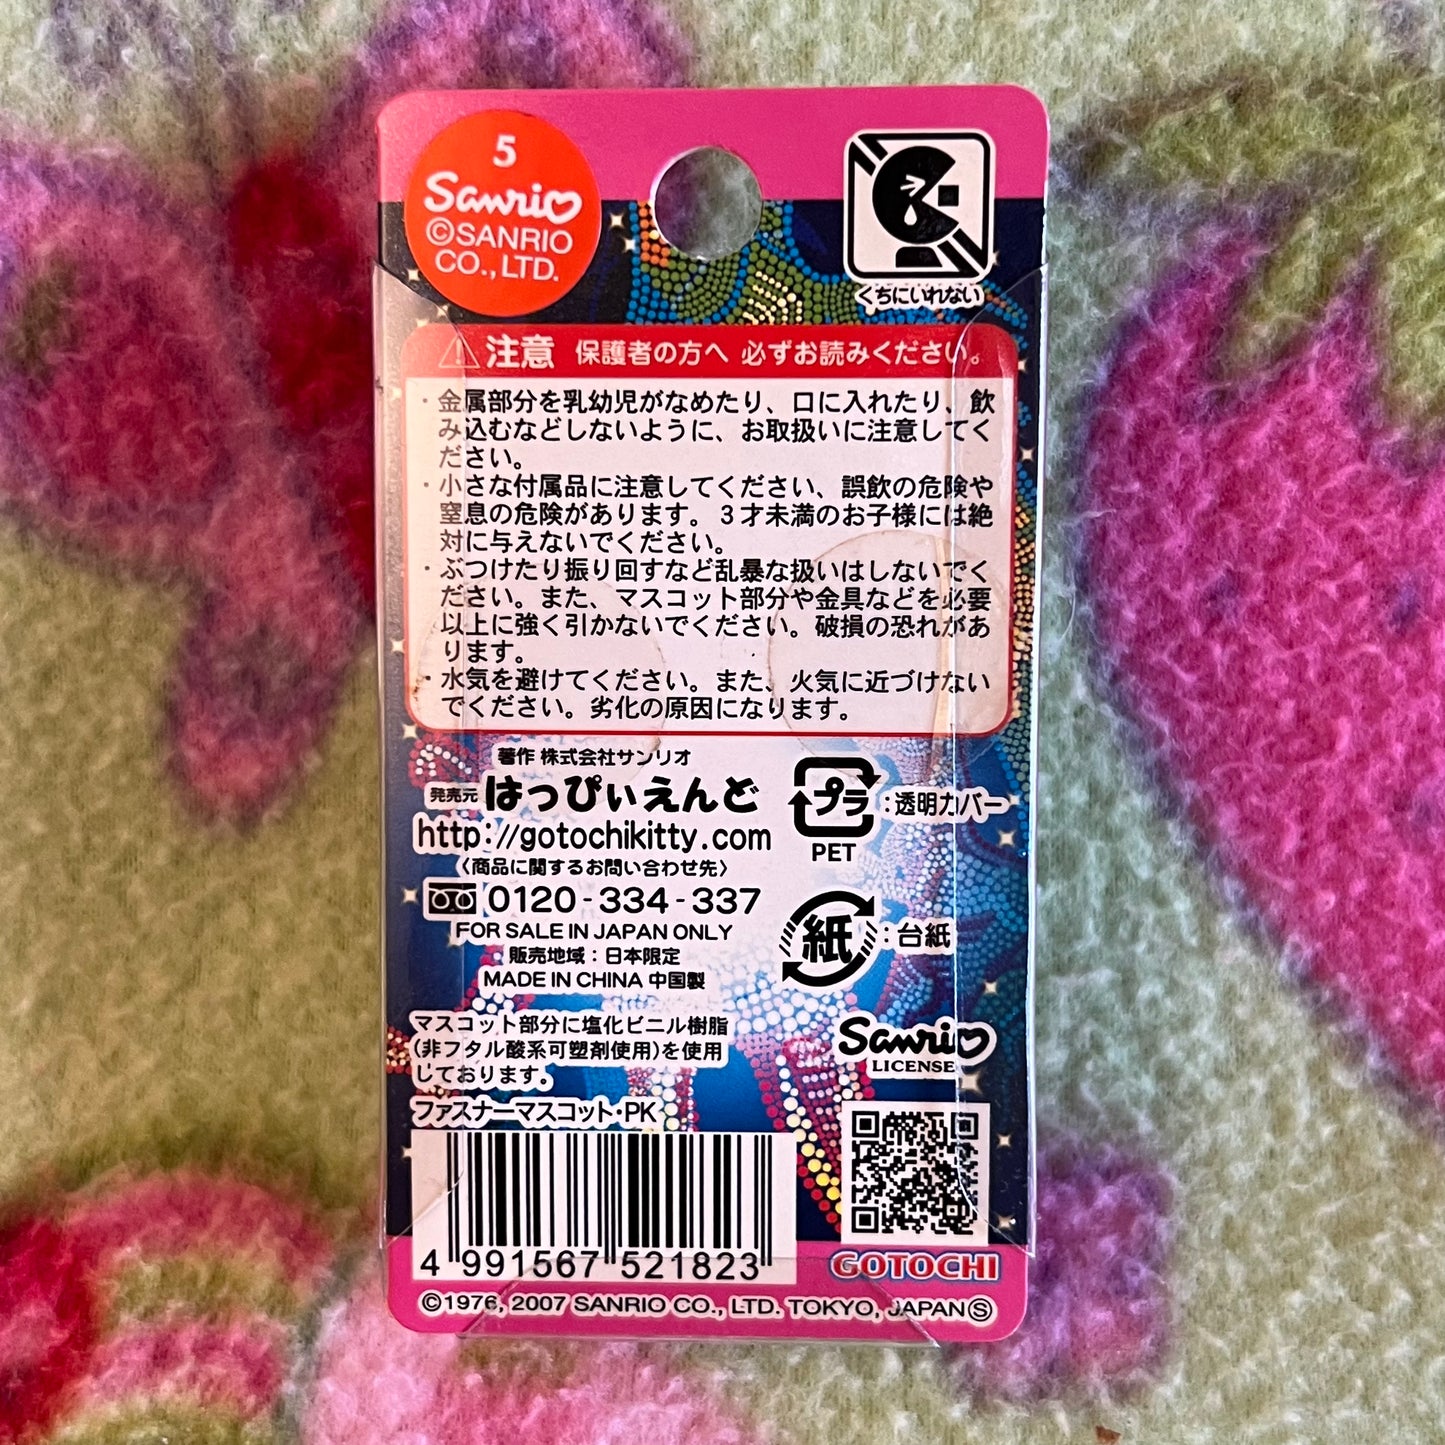 5
Sanrio
©SANRIO
CO.,LTD.
くちにいれない
注意 保護者の方へ 必ずお読みください。
・金属部分を乳幼児がなめたり、口に入れたり、飲
み込むなどしないように、お取扱いに注意してく
ださい。
・小さな付属品に注意してください、誤飲の危険や
窒息の危険があります。３才未満のお子様には絶
対に与えないでください。
・ぶつけたり振り回すなど乱暴な扱いはしないでく
ださい。また、マスコット部分や金具などを必要
以上に強く引かないでください。破損の恐れがあ
ります。
・水気を避けてください。また、火気に近づけない
でください。劣化の原因になります。
著作 株式会社サンリオ
発売元 はっぴぃえんど
http://gotochikitty.com
〈商品に関するお問い合わせ先〉
0120-334-337
FOR SALE IN JAPAN ONLY
販売地域：日本限定
MADE IN CHINA 中国製
プラ：透明カバー
PET
紙：台紙
マスコット部分に塩化ビニル樹脂
(非フタル酸系可塑剤使用)を使用
しております。
Sanrio
LICENSE
ファスナーマスコット・PK
4 991567 521823
GOTOCHI
©1976, 2007 SANRIO CO., LTD. TOKYO, JAPAN Ⓢ